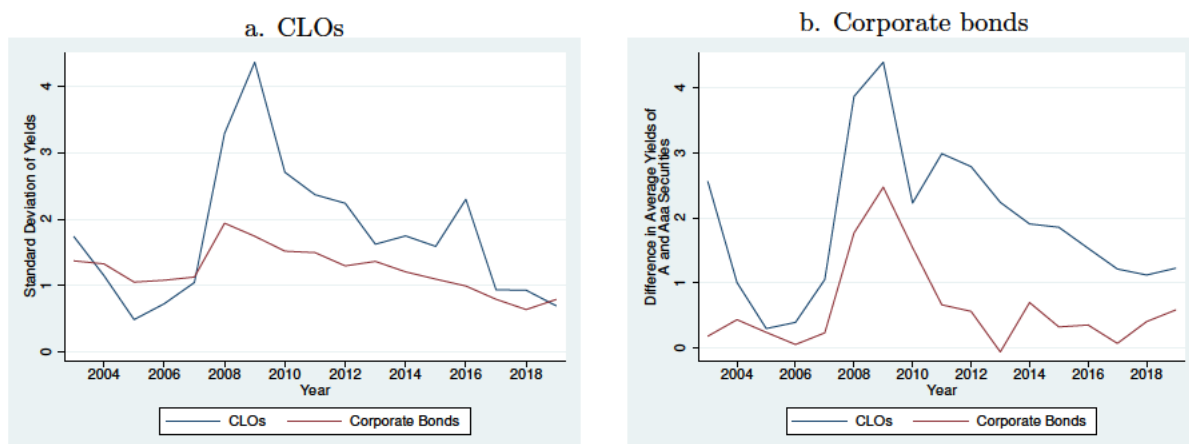 a. CLOs
Standard Deviation of Yields
4
3
2
1
0
2004 2006 2008 2010 2012 2014 2016 2018
Year
CLOs Corporate Bonds
b. Corporate bonds
Difference in Average Yields of
A and Aaa Securities
4
3
2
1
0
2004 2006 2008 2010 2012 2014 2016 2018
Year
CLOs Corporate Bonds